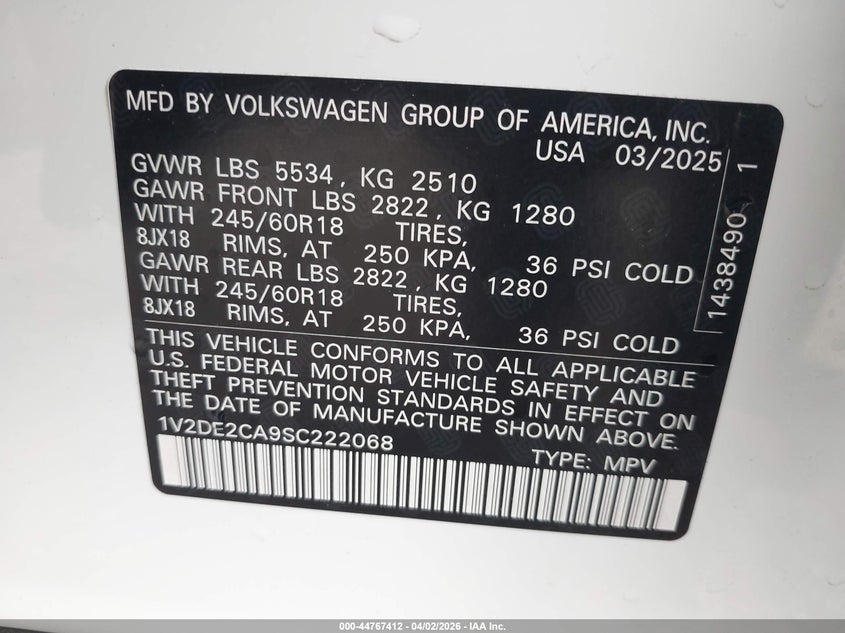 MFD BY VOLKSWAGEN GROUP OF AMERICA, INC.
USA 03/2025
GVWR LBS 5534, KG 2510
GAWR FRONT LBS 2822, KG 1280
WITH 245/60R18 TIRES,
8JX18 RIMS, AT 250 KPA, 36 PSI COLD
GAWR REAR LBS 2822, KG 1280
WITH 245/60R18 TIRES,
8JX18 RIMS, AT 250 KPA, 36 PSI COLD
THIS VEHICLE CONFORMS TO ALL APPLICABLE
U.S. FEDERAL MOTOR VEHICLE SAFETY AND
THEFT PREVENTION STANDARDS IN EFFECT ON
THE DATE OF MANUFACTURE SHOWN ABOVE.
1V2DE2CA9SC222068
TYPE: MPV
1438490 1
000-44767412 | 04/02/2026 - IAA Inc.